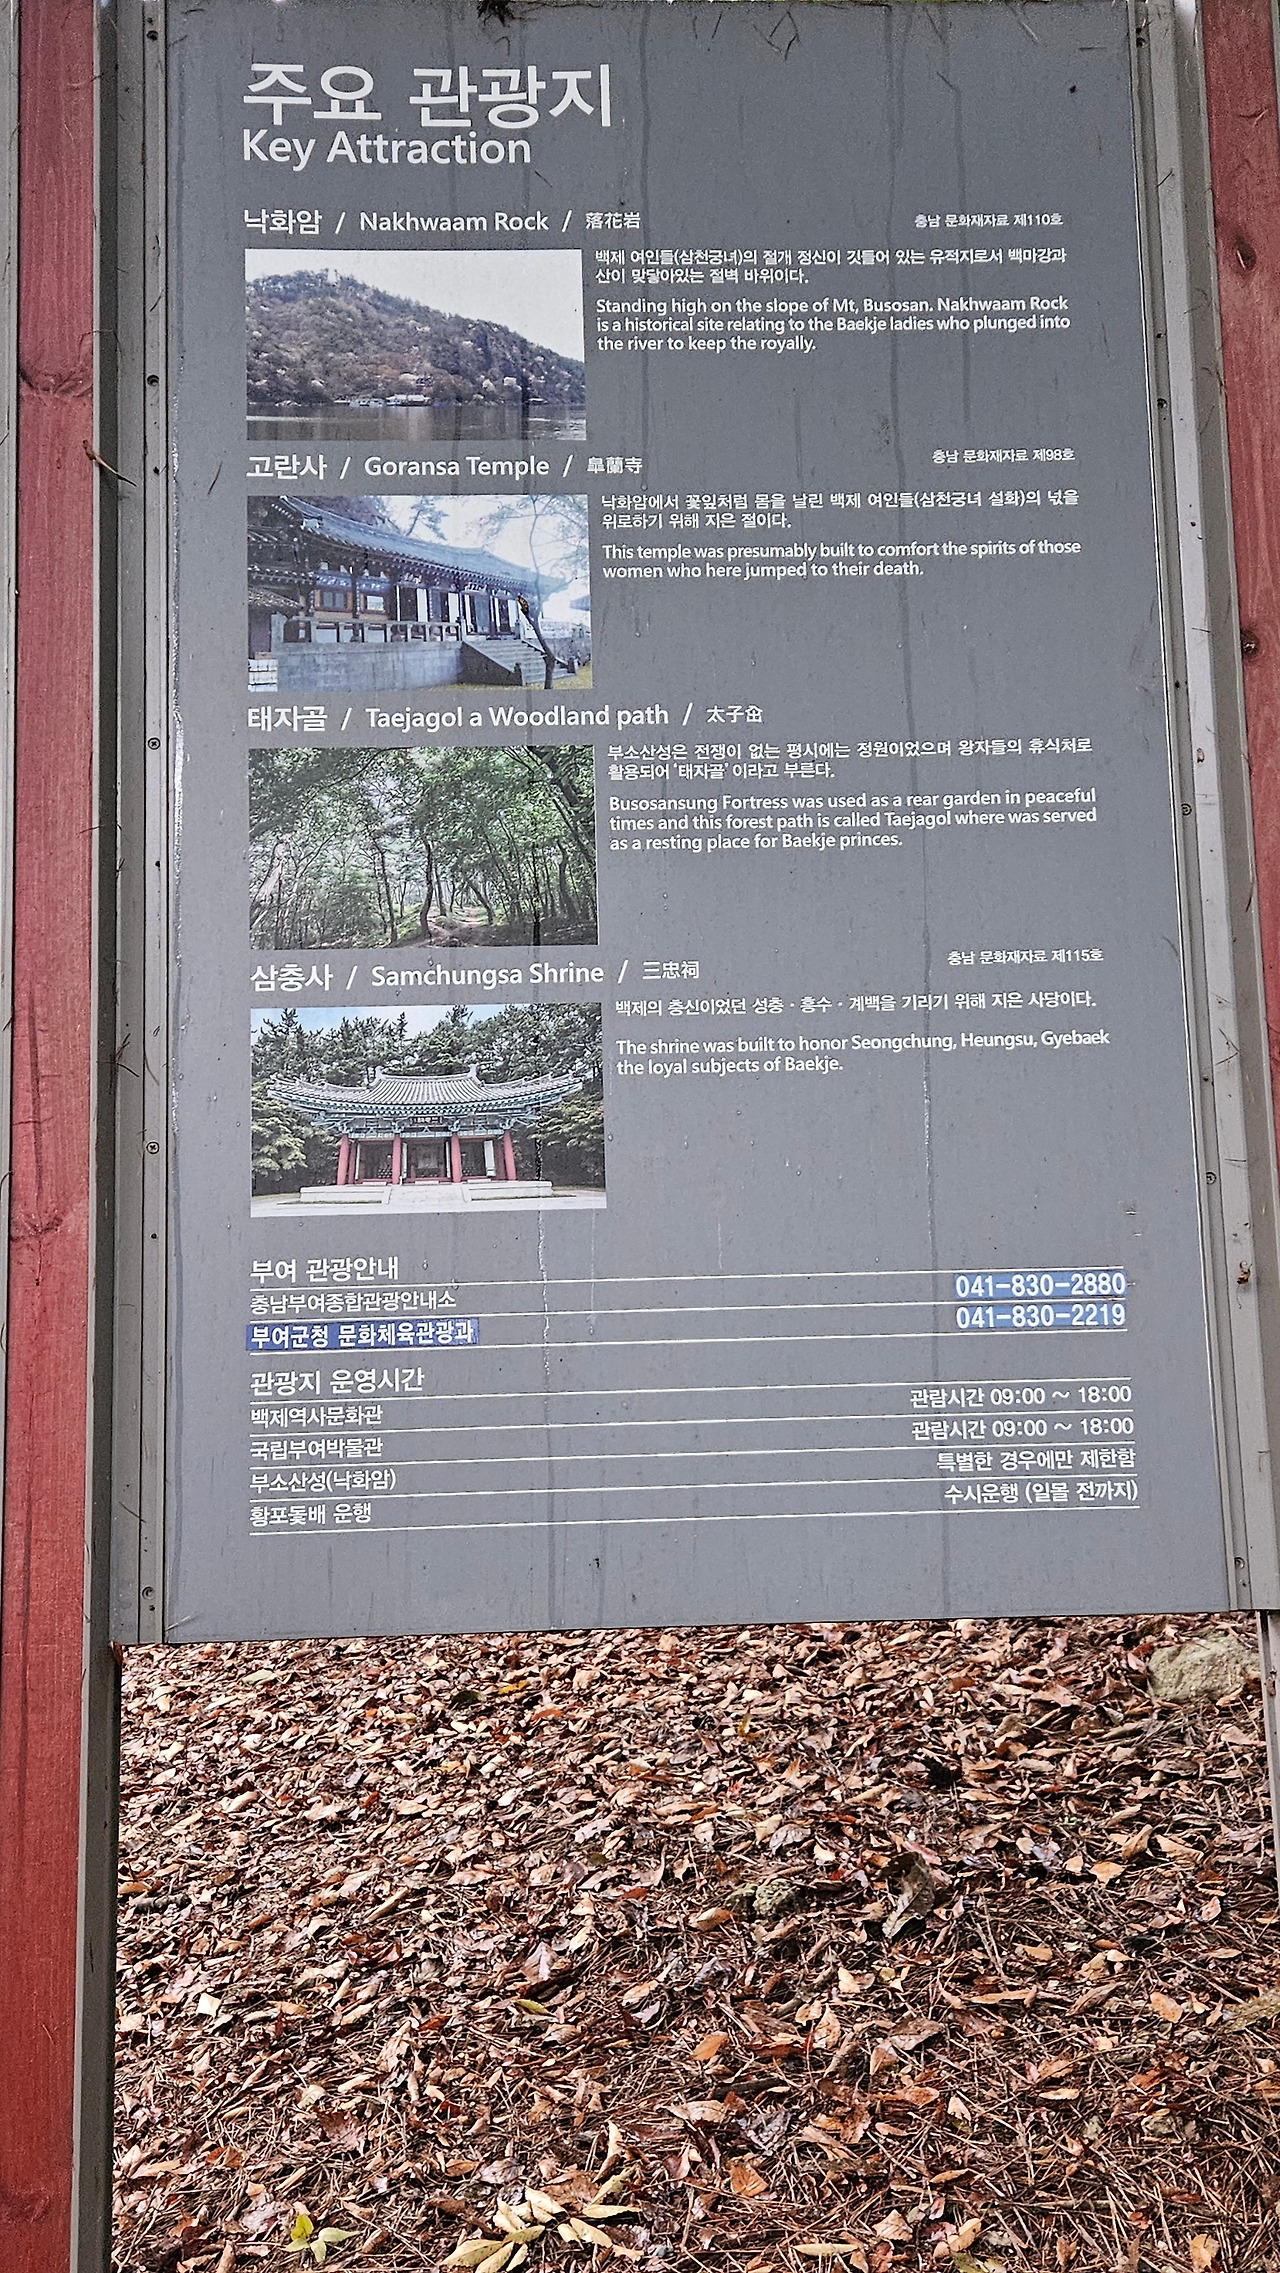 주요 관광지
Key Attraction
낙화암 / Nakhwaam Rock / 落花岩
충남 문화재자료 제110호
백제 여인들(삼천궁녀)의 절개 정신이 깃들어 있는 유적지로서 백마강과
산이 맞닿아있는 절벽 바위이다.
Standing high on the slope of Mt, Busosan. Nakhwaam Rock
is a historical site relating to the Baekje ladies who plunged into
the river to keep the royally.
고란사 / Goransa Temple / 皐蘭寺
충남 문화재자료 제98호
낙화암에서 꽃잎처럼 몸을 날린 백제 여인들(삼천궁녀 설화)의 넋을
위로하기 위해 지은 절이다.
This temple was presumably built to comfort the spirits of those
women who here jumped to their death.
태자골 / Taejagol a Woodland path / 太子
부소산성은 전쟁이 없는 평시에는 정원이었으며 왕자들의 휴식처로
활용되어 '태자골' 이라고 부른다.
Busosansung Fortress was used as a rear garden in peaceful
times and this forest path is called Taejagol where was served
as a resting place for Baekje princes.
삼충사 / Samchungsa Shrine / 三忠祠
충남 문화재자료 제115호
백제의 충신이었던 성충 · 흥수 · 계백을 기리기 위해 지은 사당이다.
The shrine was built to honor Seongchung, Heungsu, Gyebaek
the loyal subjects of Baekje.
부여 관광안내
충남부여종합관광안내소 041-830-2880
부여군청 문화체육관광과 041-830-2219
관광지 운영시간
백제역사문화관 관람시간 09:00 ~ 18:00
국립부여박물관 관람시간 09:00 ~ 18:00
부소산성(낙화암) 특별한 경우에만 제한함
황포돛배 운행 수시운행 (일몰 전까지)